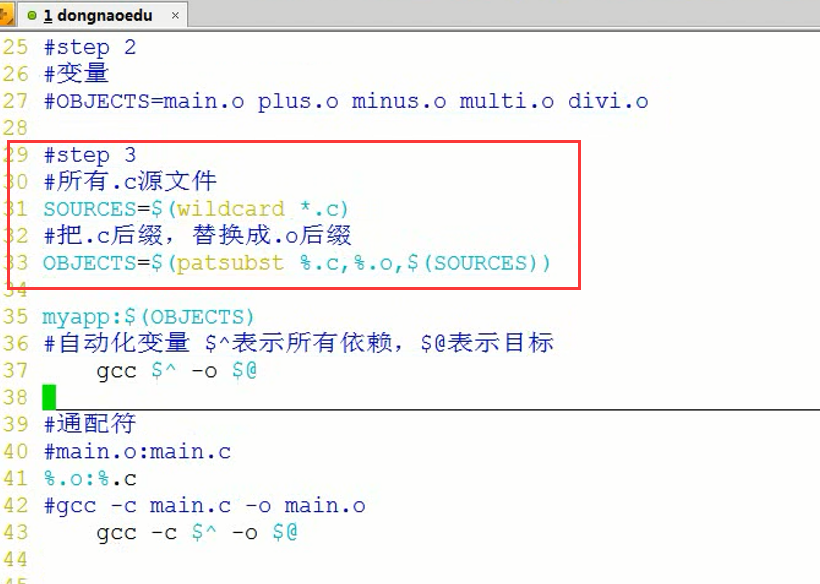 1 dongnaoedu ×
25 #step 2
26 #变量
27 #OBJECTS=main.o plus.o minus.o multi.o divi.o
28
29 #step 3
30 #所有.c源文件
31 SOURCES=$(wildcard *.c)
32 #把.c后缀，替换成.o后缀
33 OBJECTS=$(patsubst %.c,%.o,$(SOURCES))
34
35 myapp:$(OBJECTS)
36 #自动化变量 $^表示所有依赖，$@表示目标
37     gcc $^ -o $@
38
39 #通配符
40 #main.o:main.c
41 %.o:%.c
42 #gcc -c main.c -o main.o
43     gcc -c $^ -o $@
44
45